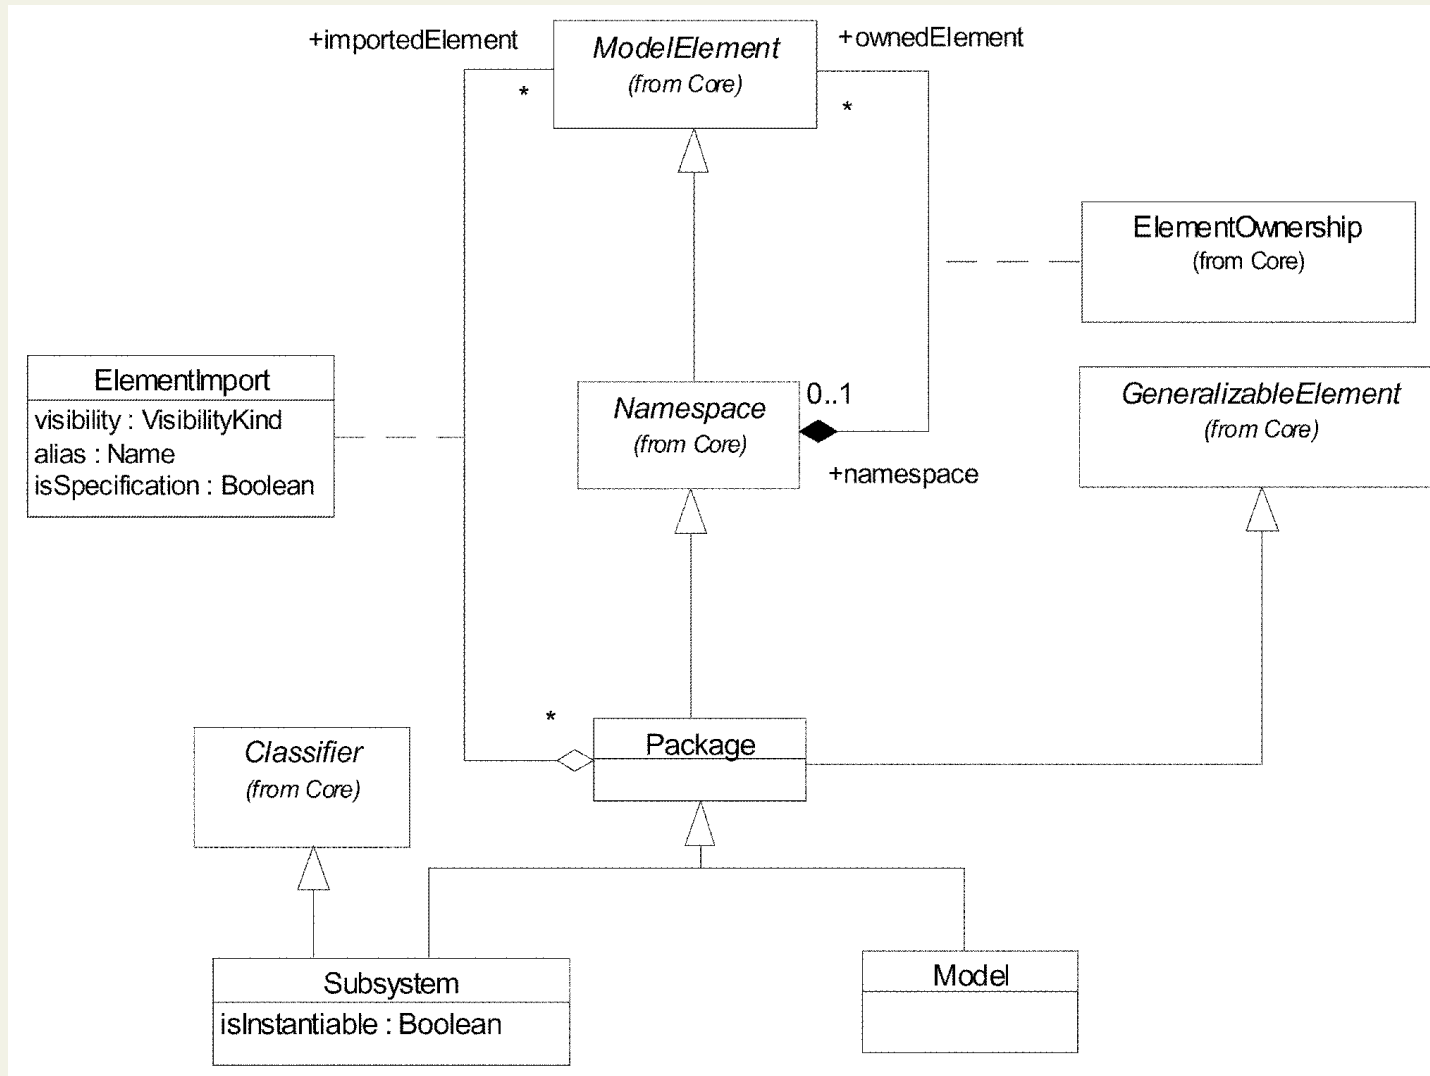 +importedElement
ModelElement
(from Core)
+ownedElement
*
*
ElementOwnership
(from Core)
ElementImport
visibility : VisibilityKind
alias : Name
isSpecification : Boolean
Namespace
(from Core)
0..1
+namespace
GeneralizableElement
(from Core)
*
Package
Classifier
(from Core)
Subsystem
isInstantiable : Boolean
Model